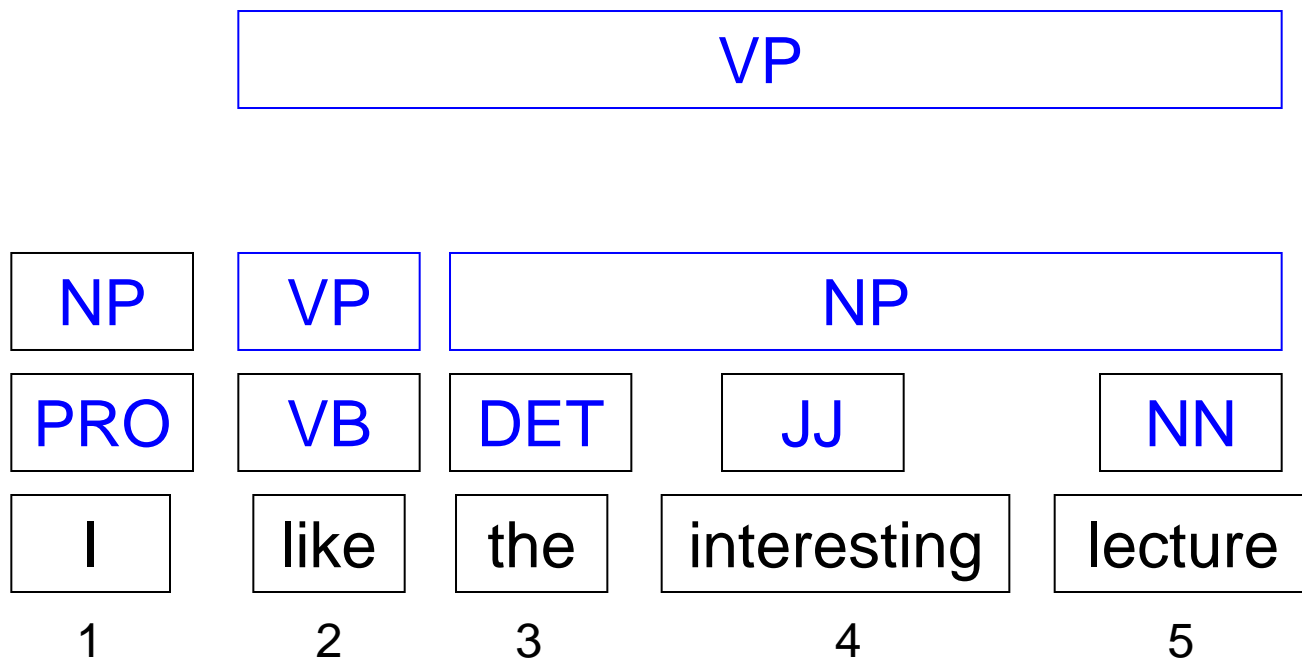 VP
NP VP NP
PRO VB DET JJ NN
I like the interesting lecture
1 2 3 4 5